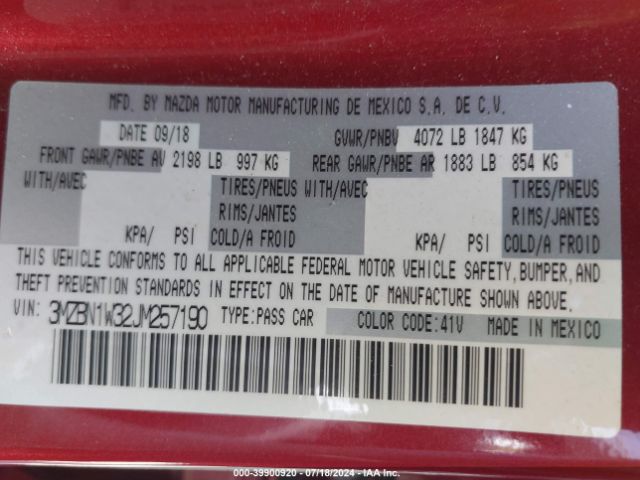 MFD. BY MAZDA MOTOR MANUFACTURING DE MEXICO S.A. DE C.V.
DATE 09/18 GVWR/PNBV 4072 LB 1847 KG
FRONT GAWR/PNBE AV 2198 LB 997 KG REAR GAWR/PNBE AR 1883 LB 854 KG
WITH/AVEC TIRES/PNEUS WITH/AVEC TIRES/PNEUS
RIMS/JANTES RIMS/JANTES
KPA/ PSI COLD/A FROID KPA/ PSI COLD/A FROID
THIS VEHICLE CONFORMS TO ALL APPLICABLE FEDERAL MOTOR VEHICLE SAFETY, BUMPER, AND
THEFT PREVENTION STANDARDS IN EFFECT ON THE DATE OF MANUFACTURE SHOWN ABOVE.
VIN: 3MZBN1W32JM257190 TYPE:PASS CAR COLOR CODE:41V MADE IN MEXICO
000-39900920 - 07/18/2024 - IAA Inc.